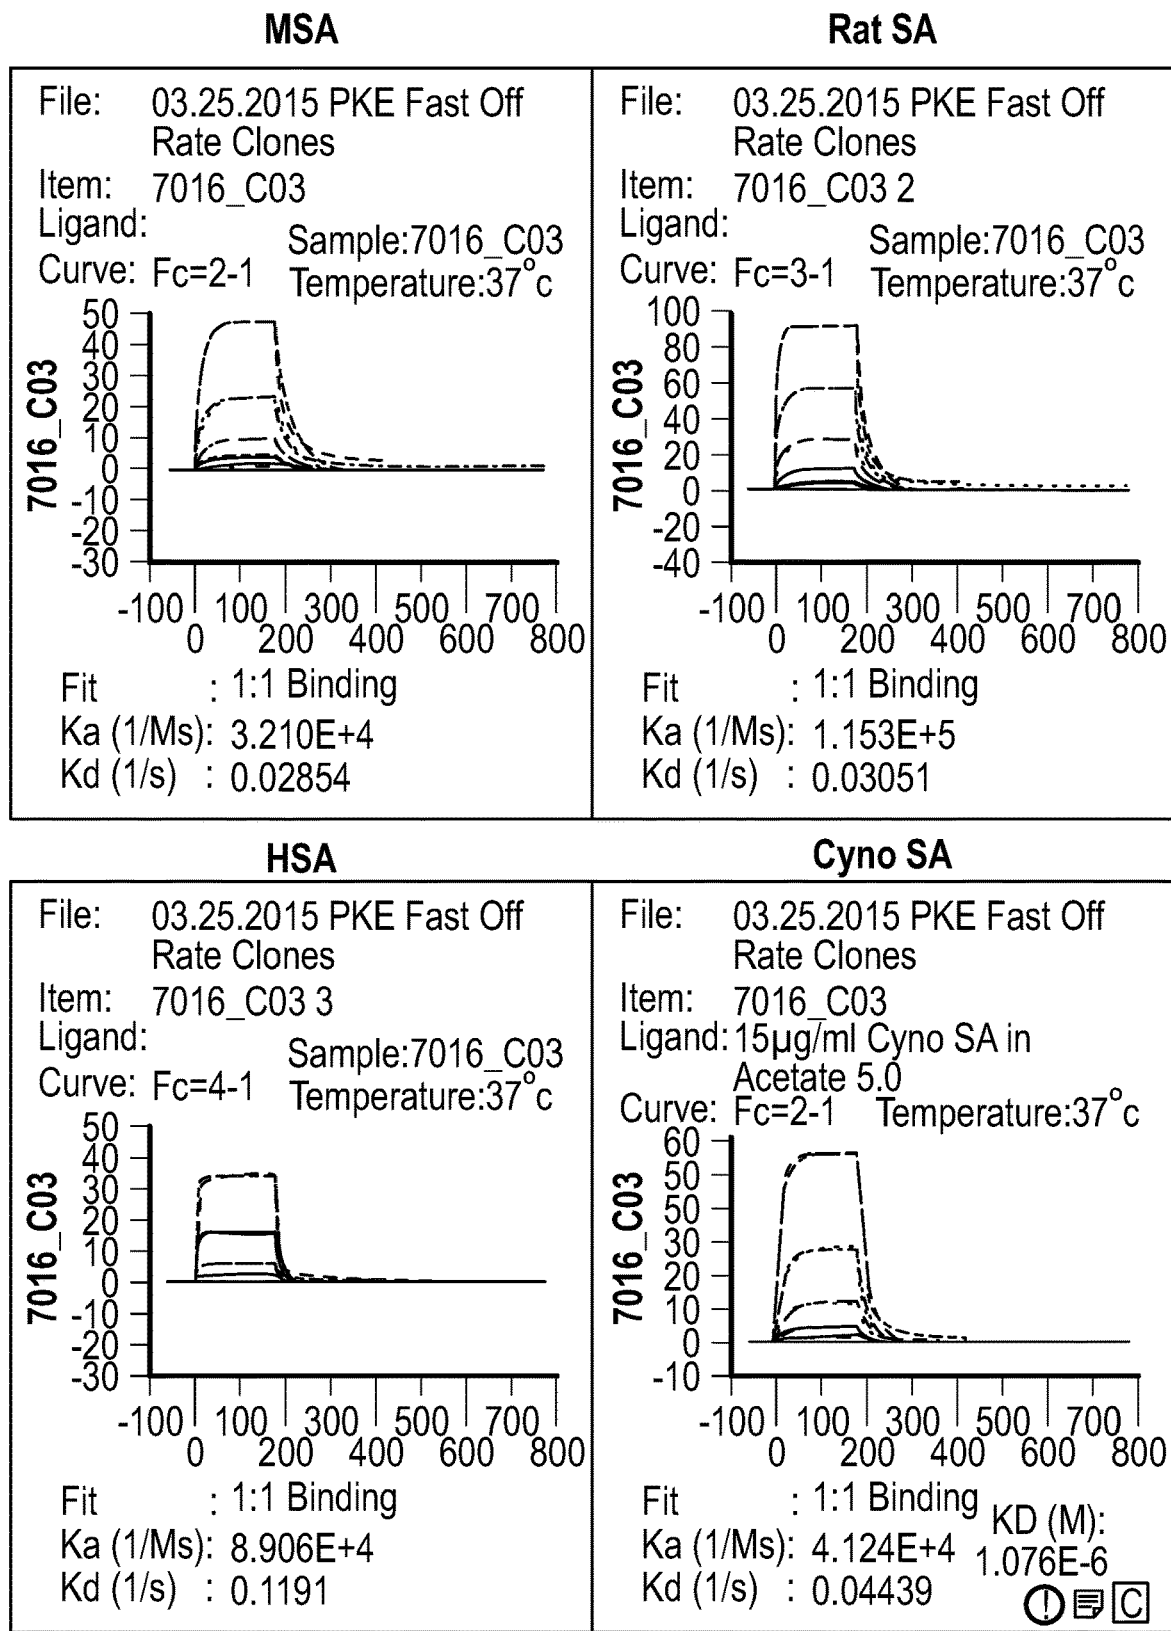 MSA
File: 03.25.2015 PKE Fast Off
Rate Clones
Item: 7016_C03
Ligand:
Sample:7016_C03
Curve: Fc=2-1 Temperature:37°c
7016_C03
50
40
30
20
10
0
-10
-20
-30
-100 100 300 500 700
0 200 400 600 800
Fit : 1:1 Binding
Ka (1/Ms): 3.210E+4
Kd (1/s) : 0.02854
Rat SA
File: 03.25.2015 PKE Fast Off
Rate Clones
Item: 7016_C03 2
Ligand:
Sample:7016_C03
Curve: Fc=3-1 Temperature:37°c
7016_C03
100
80
60
40
20
0
-20
-40
-100 100 300 500 700
0 200 400 600 800
Fit : 1:1 Binding
Ka (1/Ms): 1.153E+5
Kd (1/s) : 0.03051
HSA
File: 03.25.2015 PKE Fast Off
Rate Clones
Item: 7016_C03 3
Ligand:
Sample:7016_C03
Curve: Fc=4-1 Temperature:37°c
7016_C03
50
40
30
20
10
0
-10
-20
-30
-100 100 300 500 700
0 200 400 600 800
Fit : 1:1 Binding
Ka (1/Ms): 8.906E+4
Kd (1/s) : 0.1191
Cyno SA
File: 03.25.2015 PKE Fast Off
Rate Clones
Item: 7016_C03
Ligand: 15µg/ml Cyno SA in
Acetate 5.0
Curve: Fc=2-1 Temperature:37°c
7016_C03
60
50
50
30
20
10
0
-10
-100 100 300 500 700
0 200 400 600 800
Fit : 1:1 Binding
KD (M):
Ka (1/Ms): 4.124E+4 1.076E-6
Kd (1/s) : 0.04439
! C